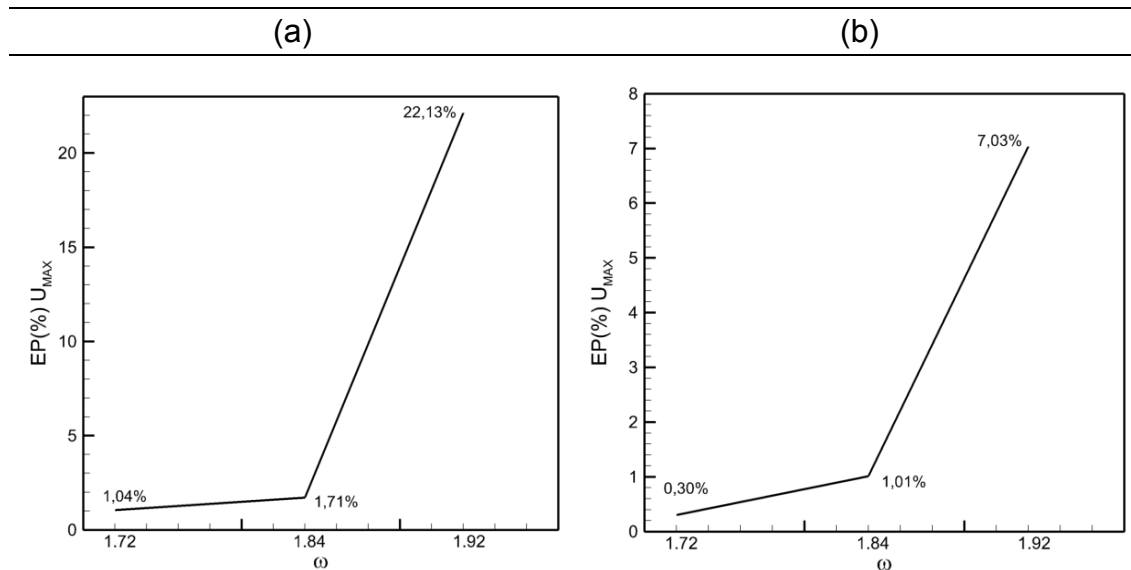 (a) (b)
EP(%) U_MAX
20
15
10
5
0
22,13%
1,04%
1,71%
1.72 1.84 1.92
ω
EP(%) U_MAX
8
7
6
5
4
3
2
1
0
7,03%
0,30%
1,01%
1.72 1.84 1.92
ω